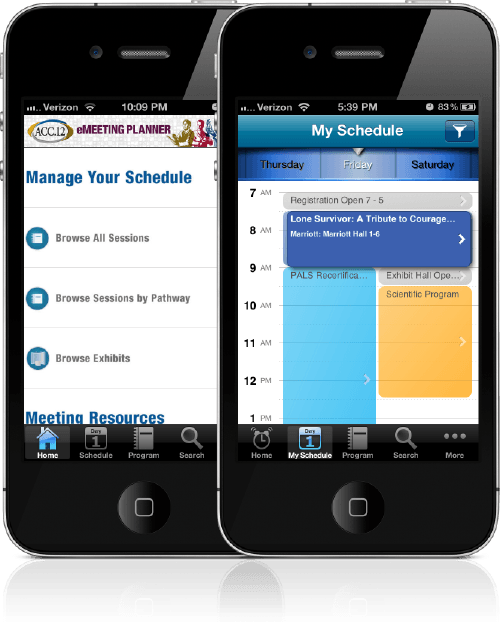 Verizon
10:09 PM
ACC.12
eMEETING PLANNER
Manage Your Schedule
Browse All Sessions
Browse Sessions by Pathway
Browse Exhibits
Meeting Resources
Day
1
Home
Schedule
Program
Search
Verizon
5:39 PM
83%
My Schedule
Thursday
Friday
Saturday
7 AM
Registration Open 7 - 5
Lone Survivor: A Tribute to Courage...
8 AM
Marriott: Marriott Hall 1-6
9 AM
PALS Recertifica...
Exhibit Hall Ope...
Scientific Program
10 AM
11 AM
12 PM
1 PM
Day
1
Home
My Schedule
Program
Search
More